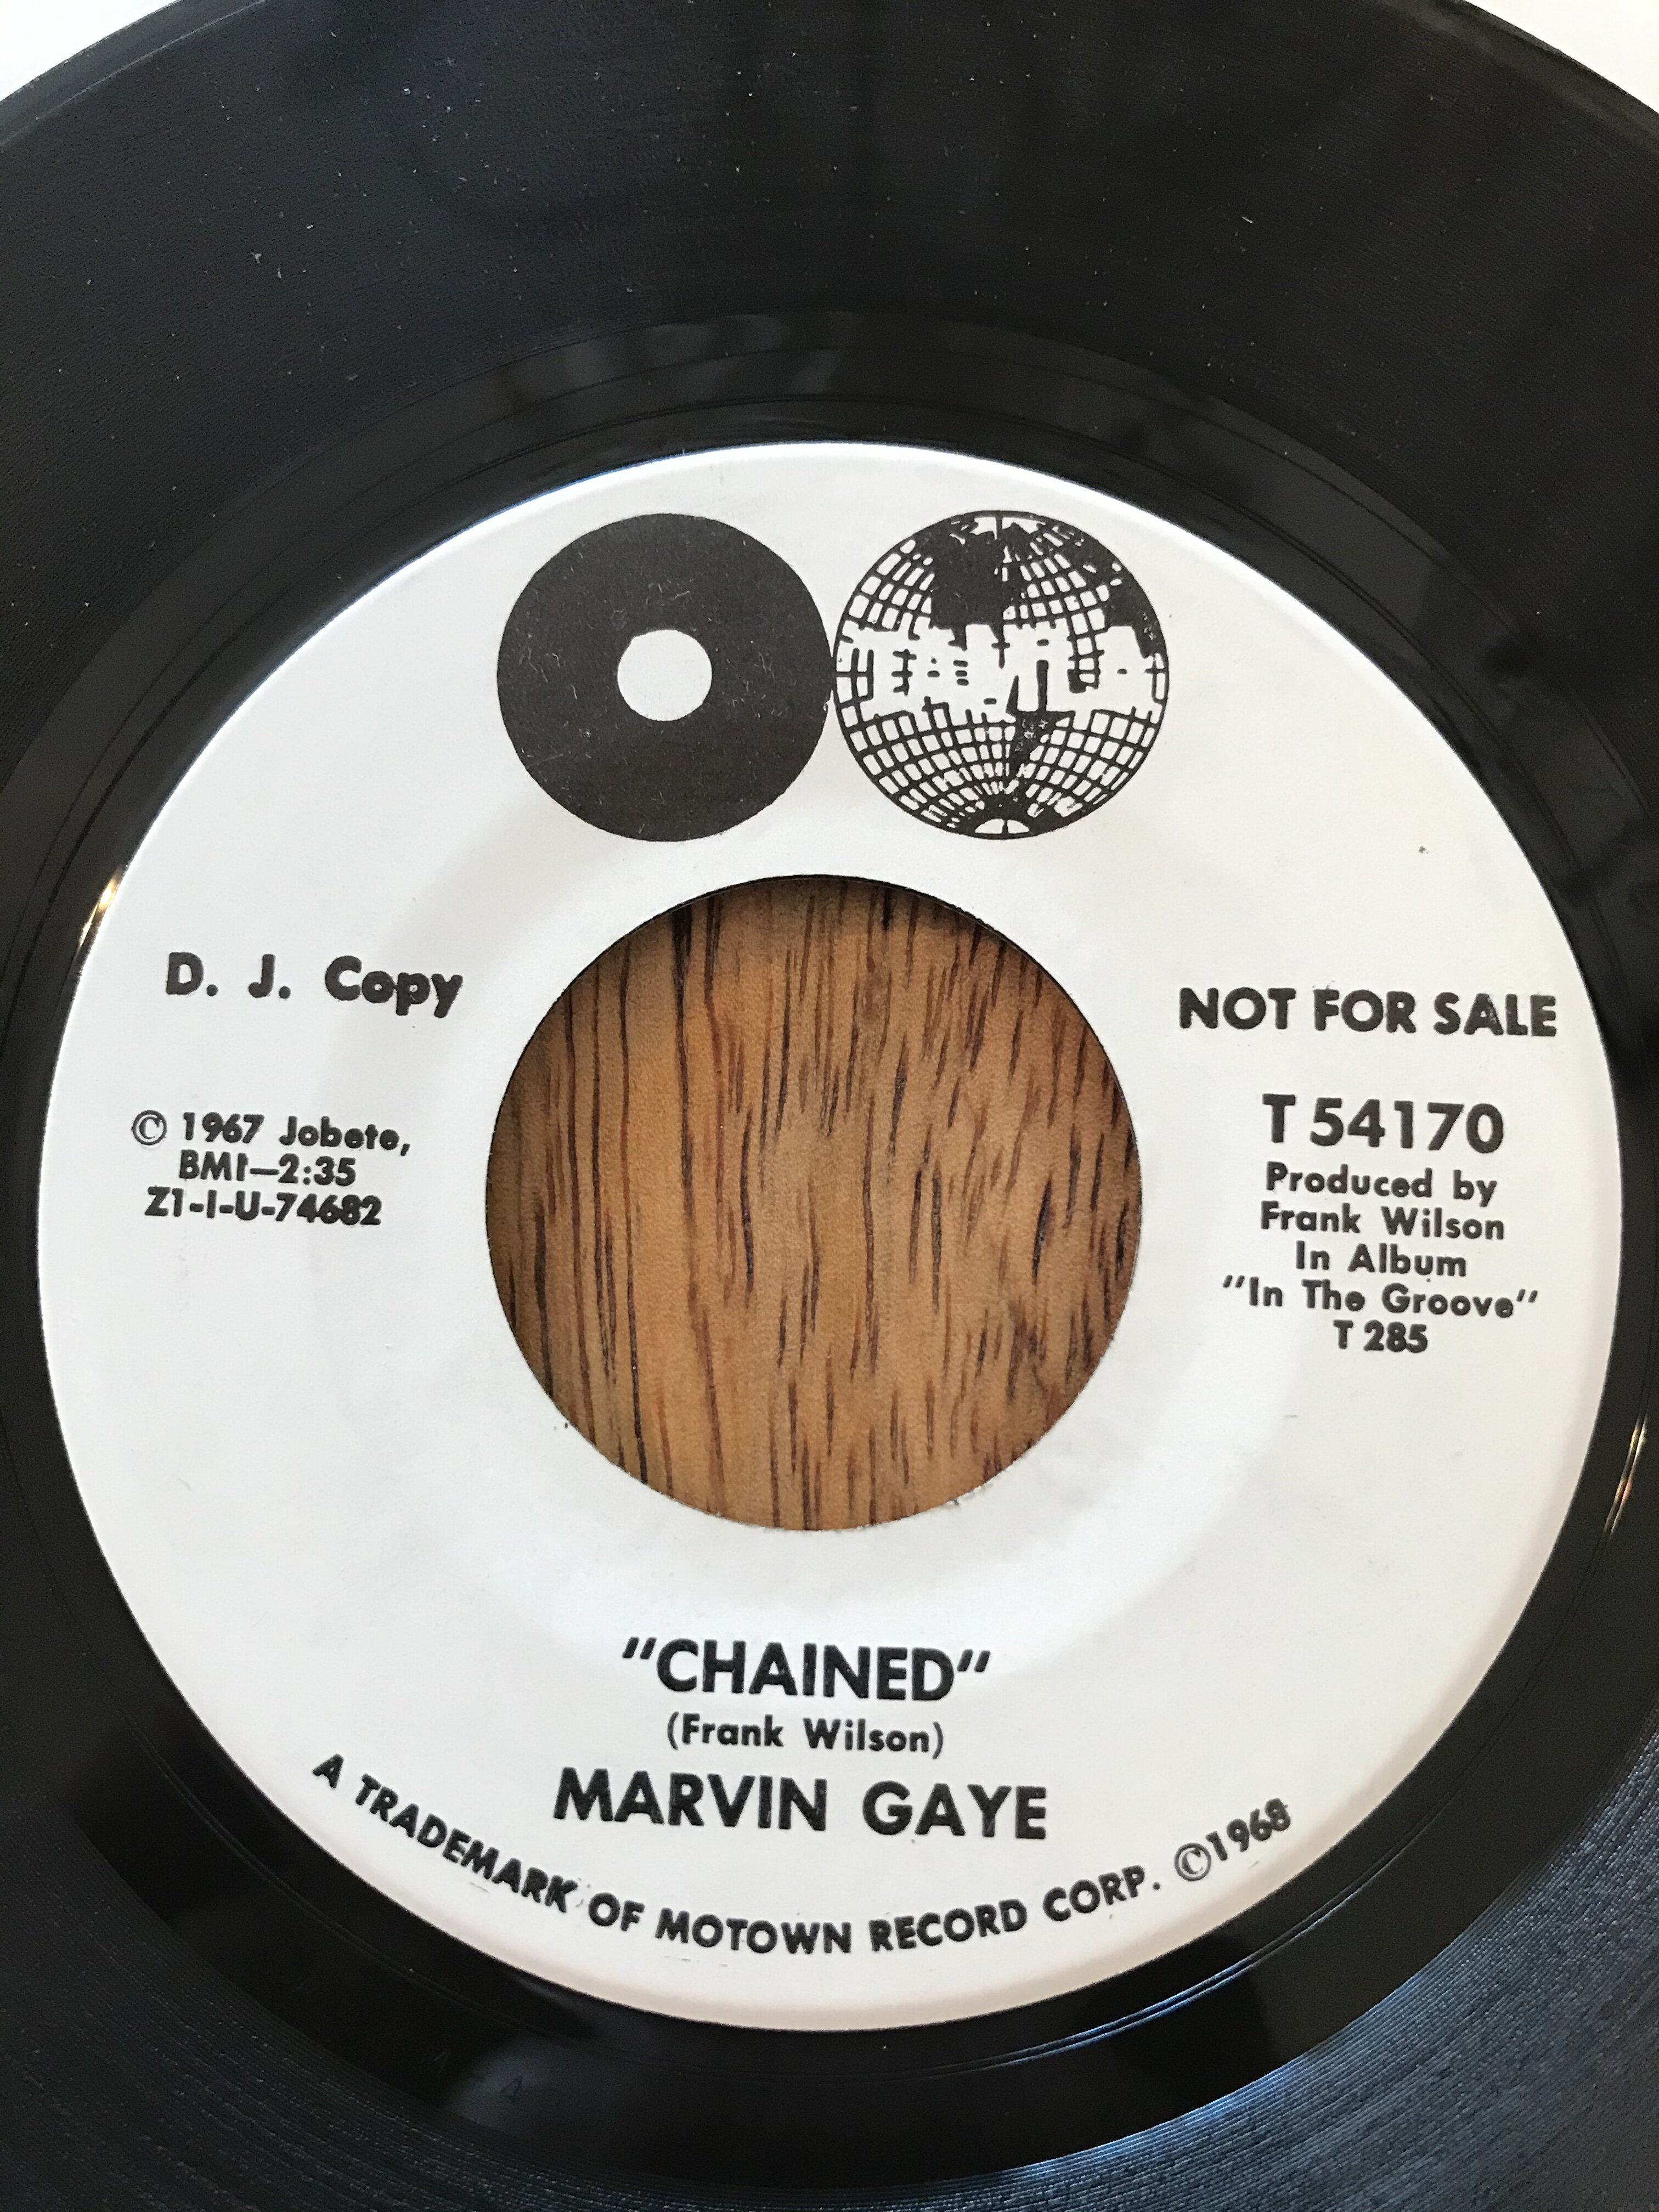 TAMLA
D. J. Copy
© 1967 Jobete,
BMI—2:35
Z1-I-U-74682
NOT FOR SALE
T 54170
Produced by
Frank Wilson
In Album
"In The Groove"
T 285
"CHAINED"
(Frank Wilson)
MARVIN GAYE
A TRADEMARK OF MOTOWN RECORD CORP. ©1968